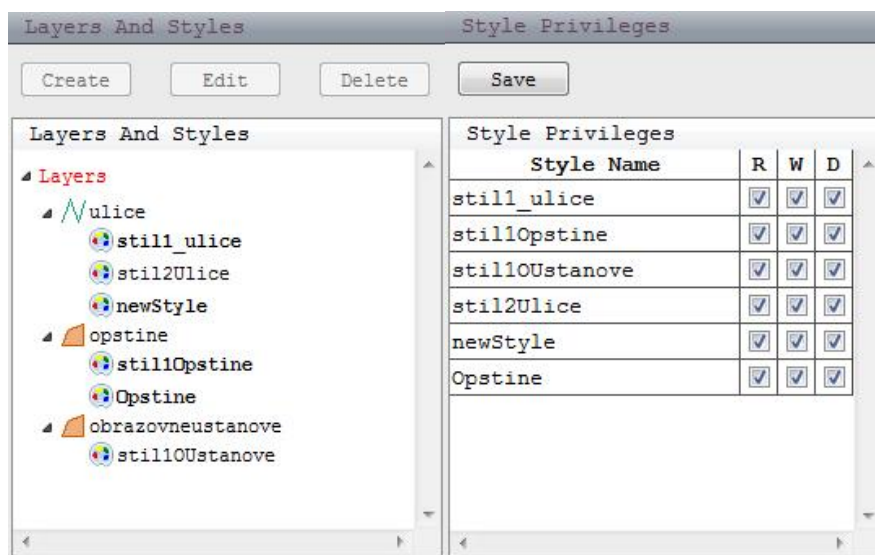 Layers And Styles
Create Edit Delete
Layers And Styles
Layers
ulice
stil1_ulice
stil2Ulice
newStyle
opstine
stil1Opstine
Opstine
obrazovneustanove
stil1OUstanove
Style Privileges
Save
Style Privileges
Style Name R W D
stil1_ulice
stil1Opstine
stil1OUstanove
stil2Ulice
newStyle
Opstine